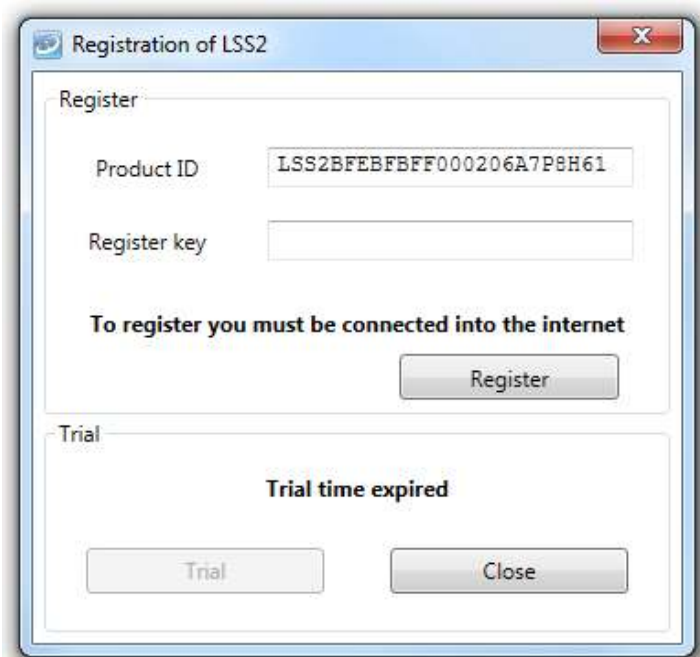 Registration of LSS2
Register
Product ID LSS2BFEBFBFF000206A7P8H61
Register key
To register you must be connected into the internet
Register
Trial
Trial time expired
Trial Close